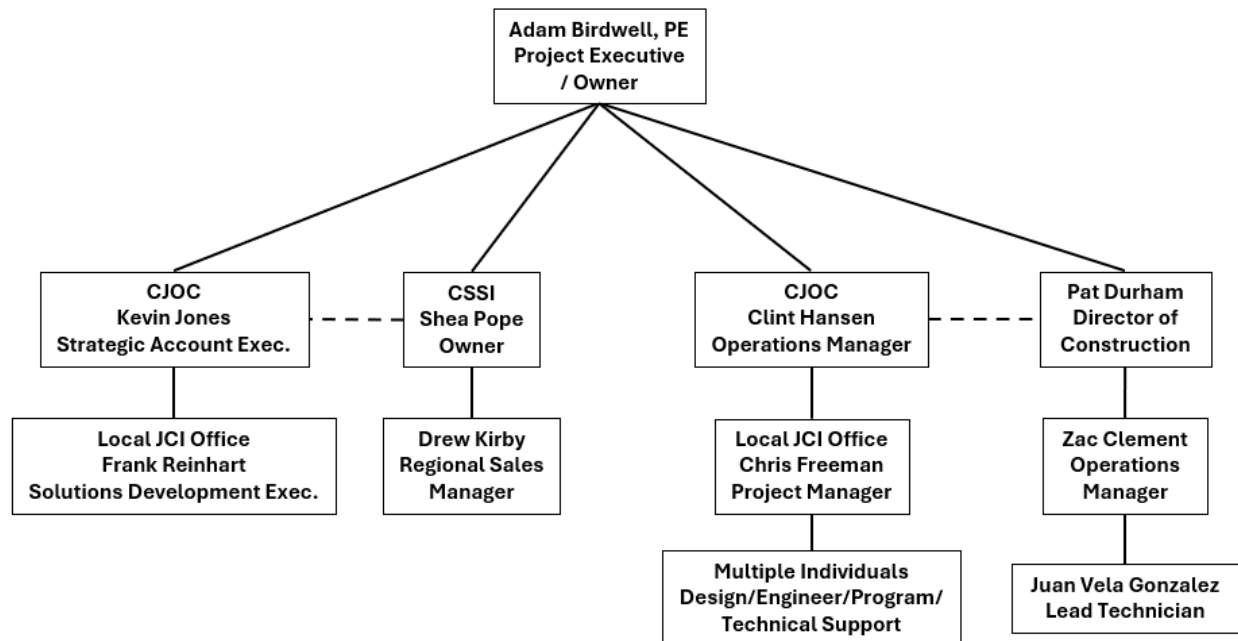 Adam Birdwell, PE
Project Executive
/ Owner
CJOC
Kevin Jones
Strategic Account Exec.
CSSI
Shea Pope
Owner
CJOC
Clint Hansen
Operations Manager
Pat Durham
Director of
Construction
Local JCI Office
Frank Reinhart
Solutions Development Exec.
Drew Kirby
Regional Sales
Manager
Local JCI Office
Chris Freeman
Project Manager
Zac Clement
Operations
Manager
Multiple Individuals
Design/Engineer/Program/
Technical Support
Juan Vela Gonzalez
Lead Technician